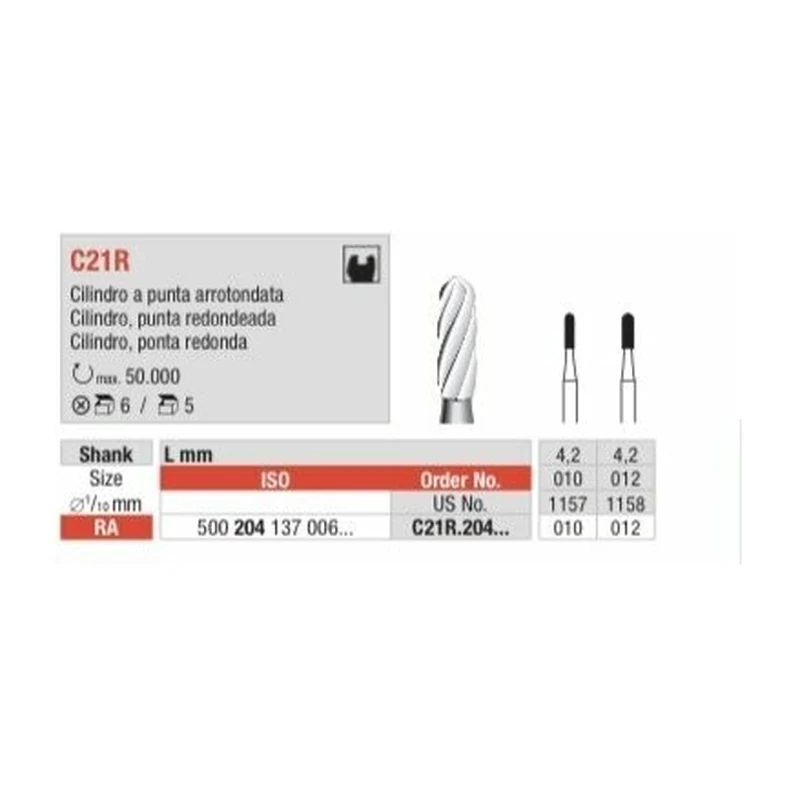 C21R
Cilindro a punta arrotondata
Cilindro, punta redondeada
Cilindro, ponta redonda
max. 50.000
6 / 5
Shank L mm 4,2 4,2
Size ISO Order No. 010 012
Ø1/10 mm US No. 1157 1158
RA 500 204 137 006... C21R.204... 010 012